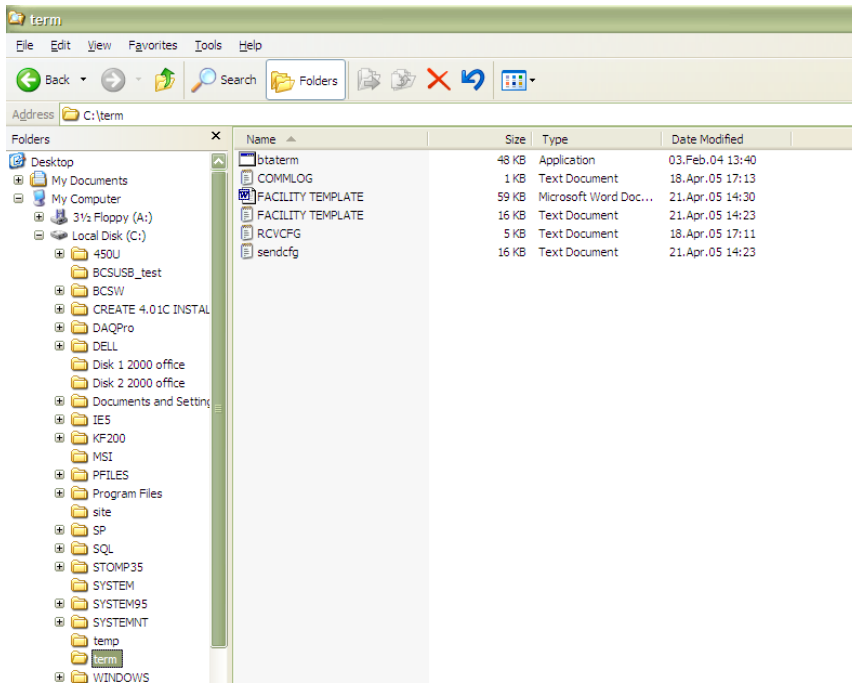 term
File Edit View Favorites Tools Help
Back Search Folders
Address C:\term
Folders x Name Size Type Date Modified
Desktop btaterm 48 KB Application 03.Feb.04 13:40
My Documents COMMLOG 1 KB Text Document 18.Apr.05 17:13
My Computer FACILITY TEMPLATE 59 KB Microsoft Word Doc... 21.Apr.05 14:30
3½ Floppy (A:) FACILITY TEMPLATE 16 KB Text Document 21.Apr.05 14:23
Local Disk (C:) RCVCFG 5 KB Text Document 18.Apr.05 17:11
450U sendcfg 16 KB Text Document 21.Apr.05 14:23
BCSUSB_test
BCSW
CREATE 4.01C INSTAL
DAQPro
DELL
Disk 1 2000 office
Disk 2 2000 office
Documents and Setting
IE5
KF200
MSI
PFILES
Program Files
site
SP
SQL
STOMP35
SYSTEM
SYSTEM95
SYSTEMNT
temp
term
WINDOWS